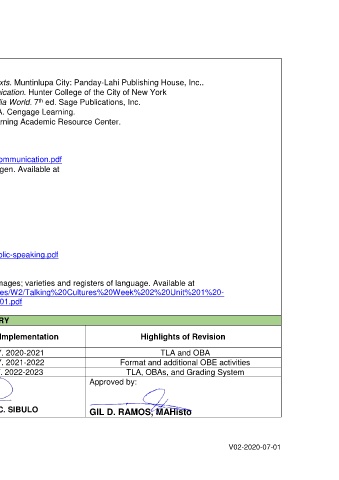 xts. Muntinlupa City: Panday-Lahi Publishing House, Inc..
ication. Hunter College of the City of New York
ia World. 7th ed. Sage Publications, Inc.
A. Cengage Learning.
rning Academic Resource Center.
ommunication.pdf
gen. Available at
olic-speaking.pdf
mages; varieties and registers of language. Available at
es/W2/Talking%20Cultures%20Week%202%20Unit%201%20-
01.pdf
RY
Implementation Highlights of Revision
Y. 2020-2021 TLA and OBA
Y. 2021-2022 Format and additional OBE activities
Y. 2022-2023 TLA, OBAs, and Grading System
Approved by:
C. SIBULO GIL D. RAMOS, MAHisto
V02-2020-07-01